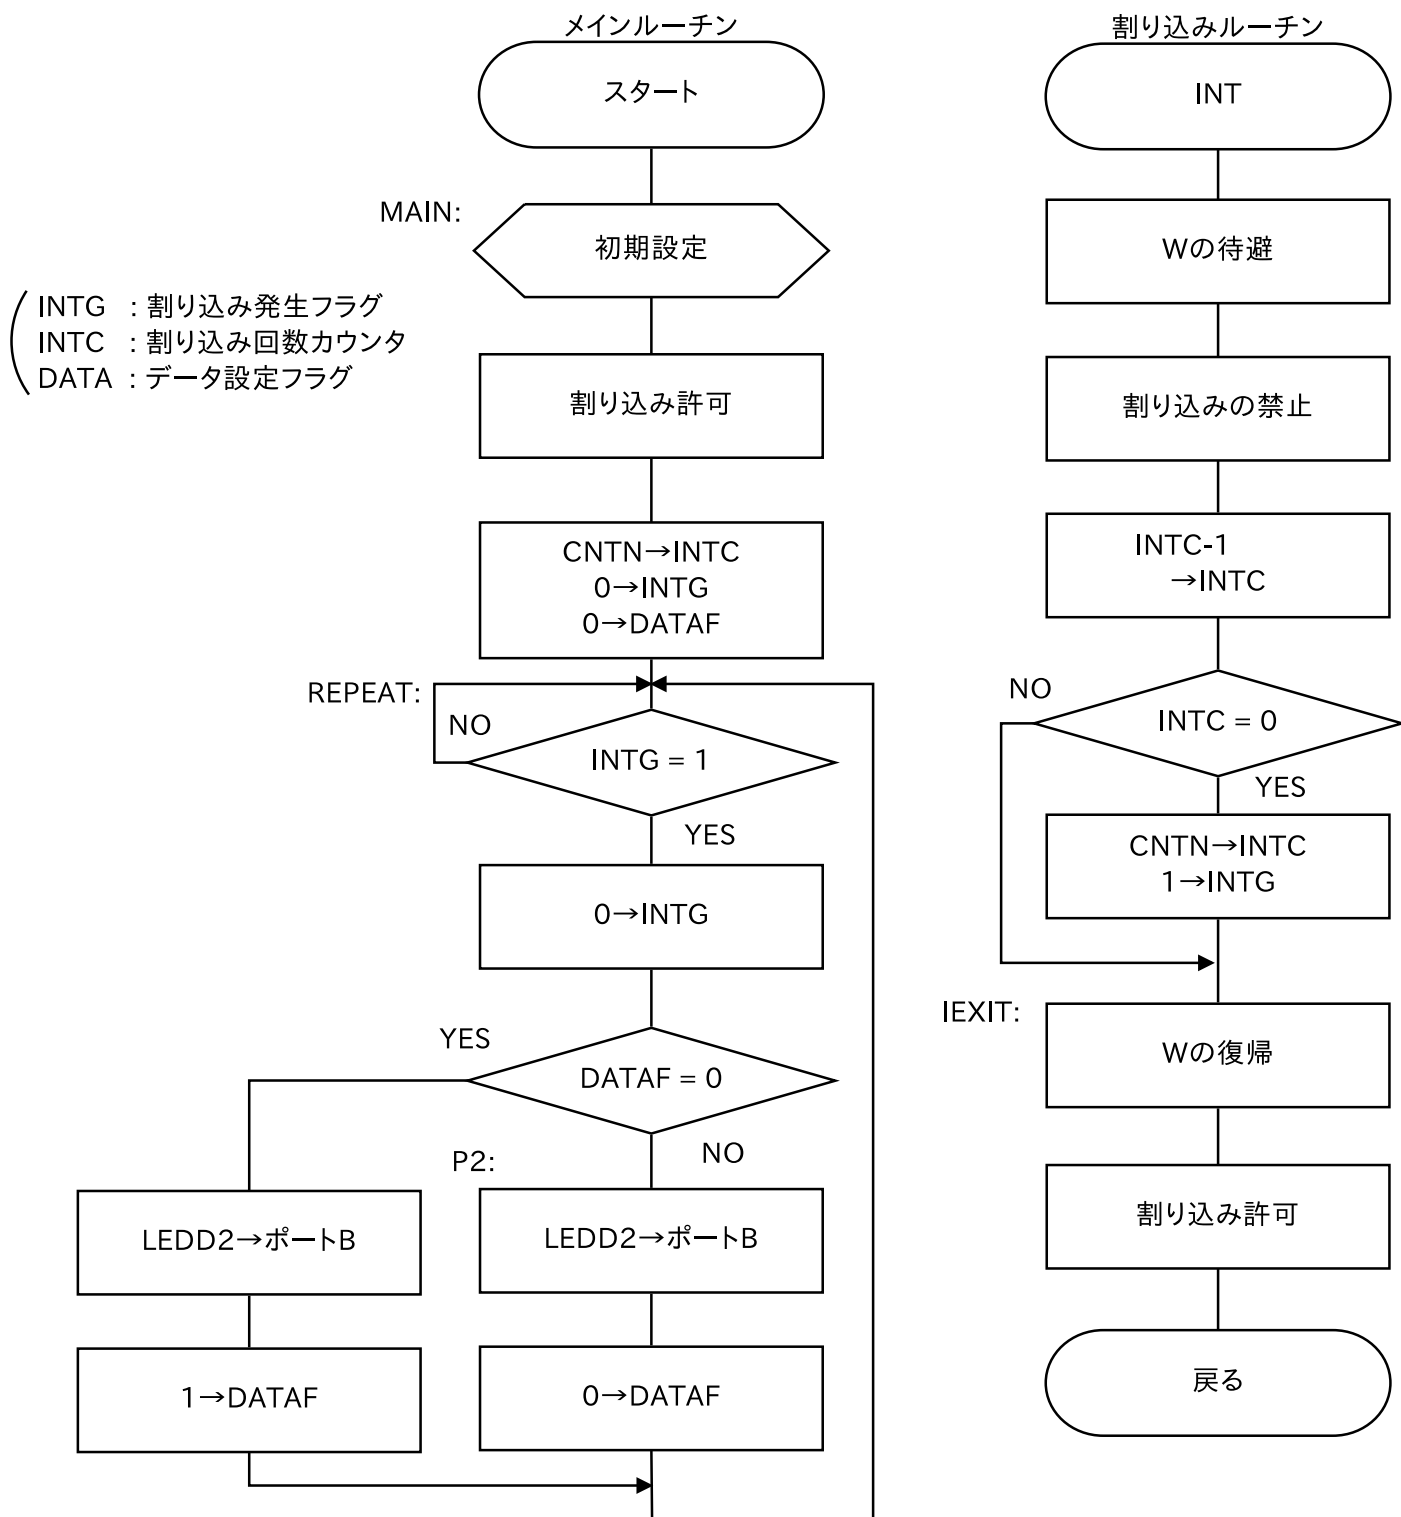 メインルーチン
スタート
MAIN:
初期設定
INTG : 割り込み発生フラグ
INTC : 割り込み回数カウンタ
DATA : データ設定フラグ
割り込み許可
CNTN→INTC
0→INTG
0→DATAF
REPEAT:
NO
INTG = 1
YES
0→INTG
YES
DATAF = 0
NO
P2:
LEDD2→ポートB
LEDD2→ポートB
1→DATAF
0→DATAF
割り込みルーチン
INT
Wの待避
割り込みの禁止
INTC-1
→INTC
NO
INTC = 0
YES
CNTN→INTC
1→INTG
IEXIT:
Wの復帰
割り込み許可
戻る